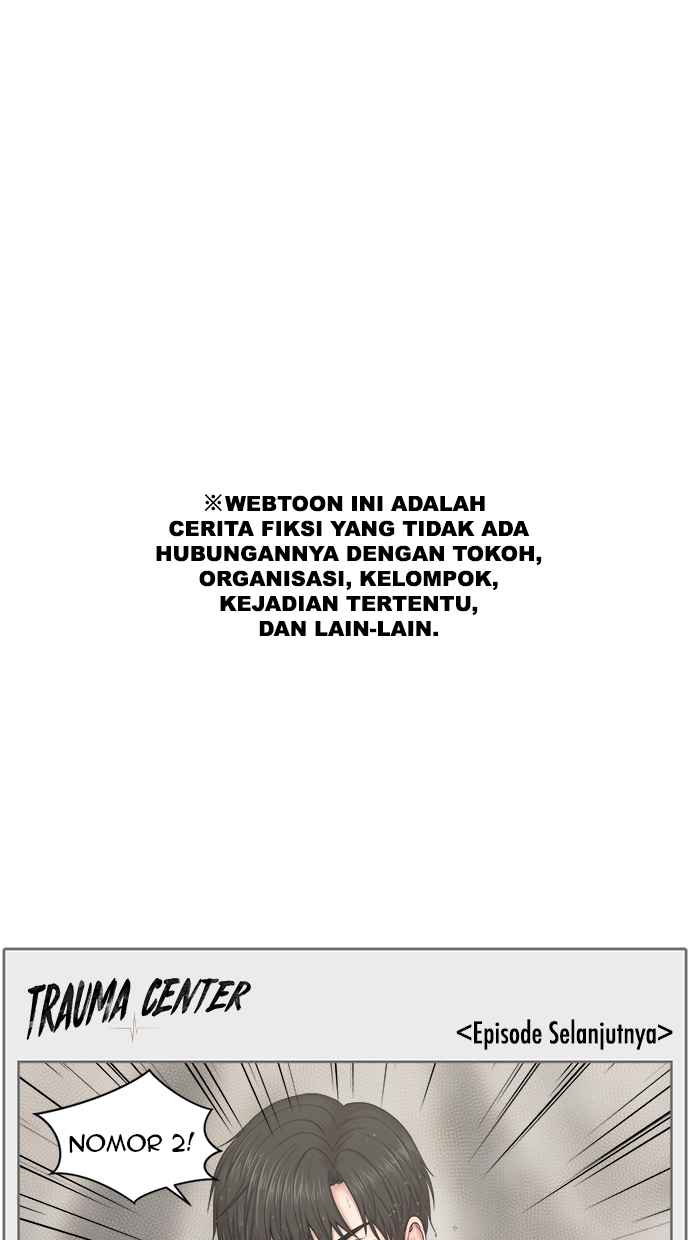 ※WEBTOON INI ADALAH
CERITA FIKSI YANG TIDAK ADA
HUBUNGANNYA DENGAN TOKOH,
ORGANISASI, KELOMPOK,
KEJADIAN TERTENTU,
DAN LAIN-LAIN.
TRAUMA CENTER
<Episode Selanjutnya>
NOMOR 2!